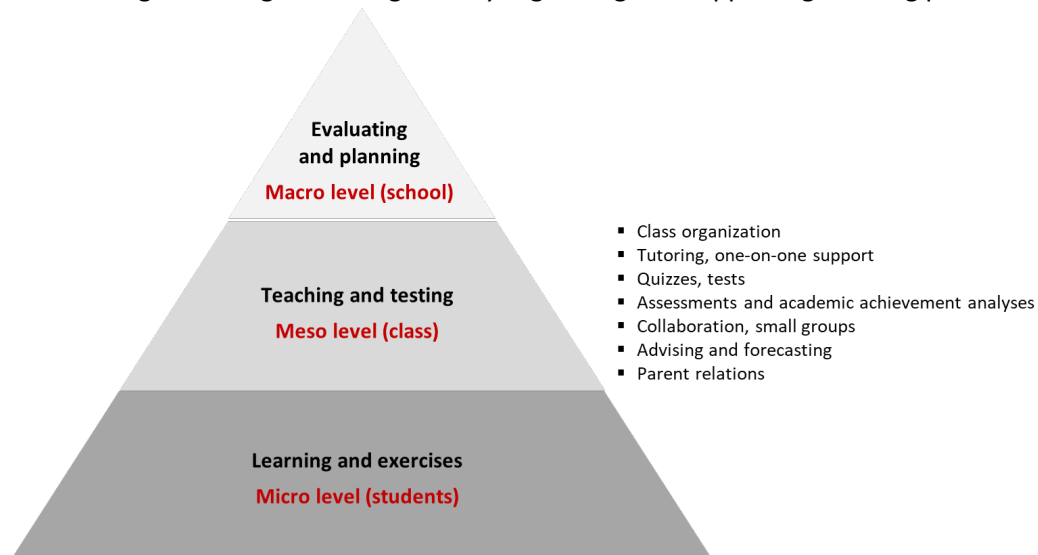 Evaluating
and planning
Macro level (school)
Teaching and testing
Meso level (class)
▪ Class organization
▪ Tutoring, one-on-one support
▪ Quizzes, tests
▪ Assessments and academic achievement analyses
▪ Collaboration, small groups
▪ Advising and forecasting
▪ Parent relations
Learning and exercises
Micro level (students)